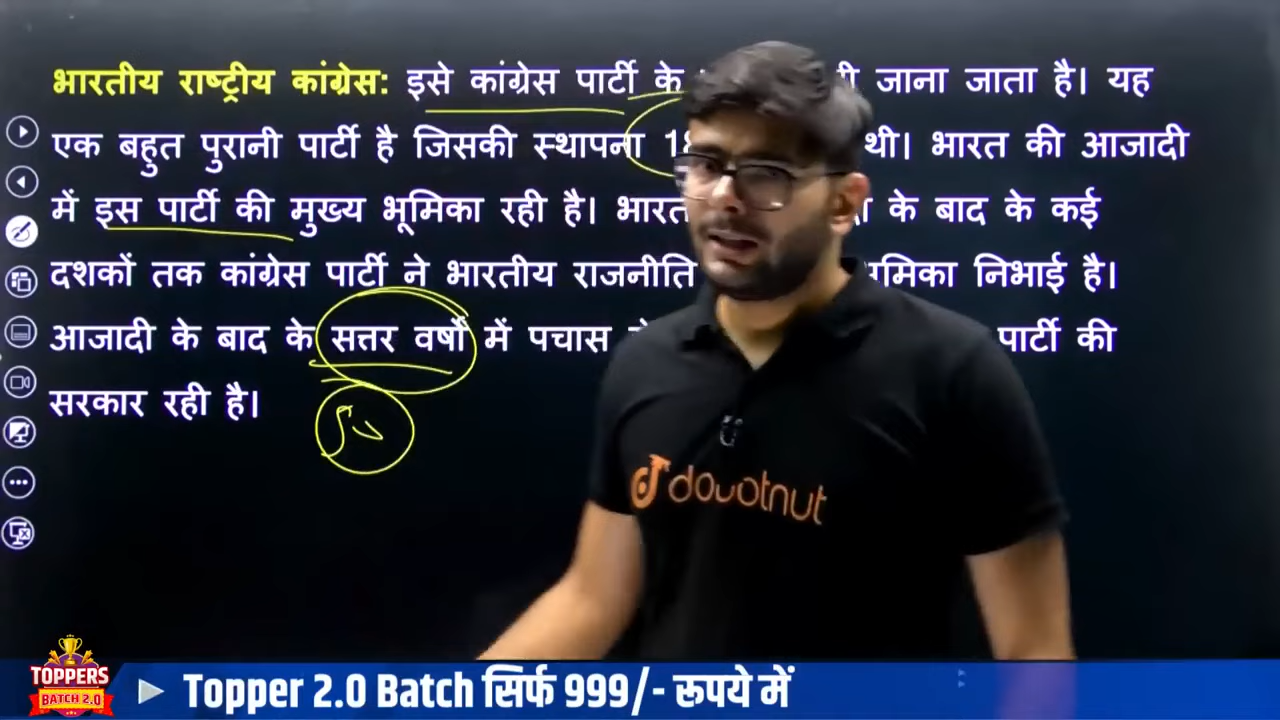 भारतीय राष्ट्रीय कांग्रेस: इसे कांग्रेस पार्टी के जाना जाता है। यह
एक बहुत पुरानी पार्टी है जिसकी स्थापना थी। भारत की आजादी
में इस पार्टी की मुख्य भूमिका रही है। के बाद के कई
दशकों तक कांग्रेस पार्टी ने भारतीय राजनीति निभाई है।
आजादी के बाद के सत्तर वर्षों में पचास पार्टी की
सरकार रही है।
doubtnut
TOPPERS
BATCH 2.0
Topper 2.0 Batch सिर्फ 999/- रूपये में